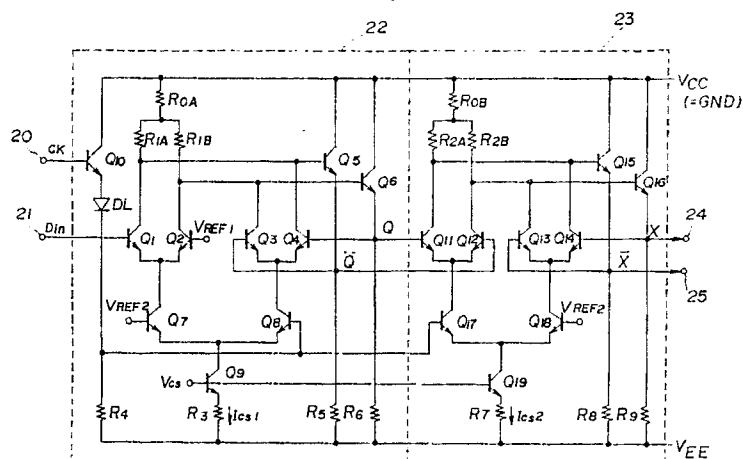 22
23
VCC
(=GND)
R0A
R0B
R1A
R1B
R2A
R2B
20
CK
Q10
Q5
Q6
Q15
Q16
DL
21
Din
Q1
Q2
VREF1
Q3
Q4
Q
Q11
Q12
Q13
Q14
X
24
Q̄
X̄
25
VREF2
Q7
Q8
Q17
Q18
VREF2
Vcs
Q9
Q19
R4
R3
Ics1
R5
R6
R7
Ics2
R8
R9
VEE